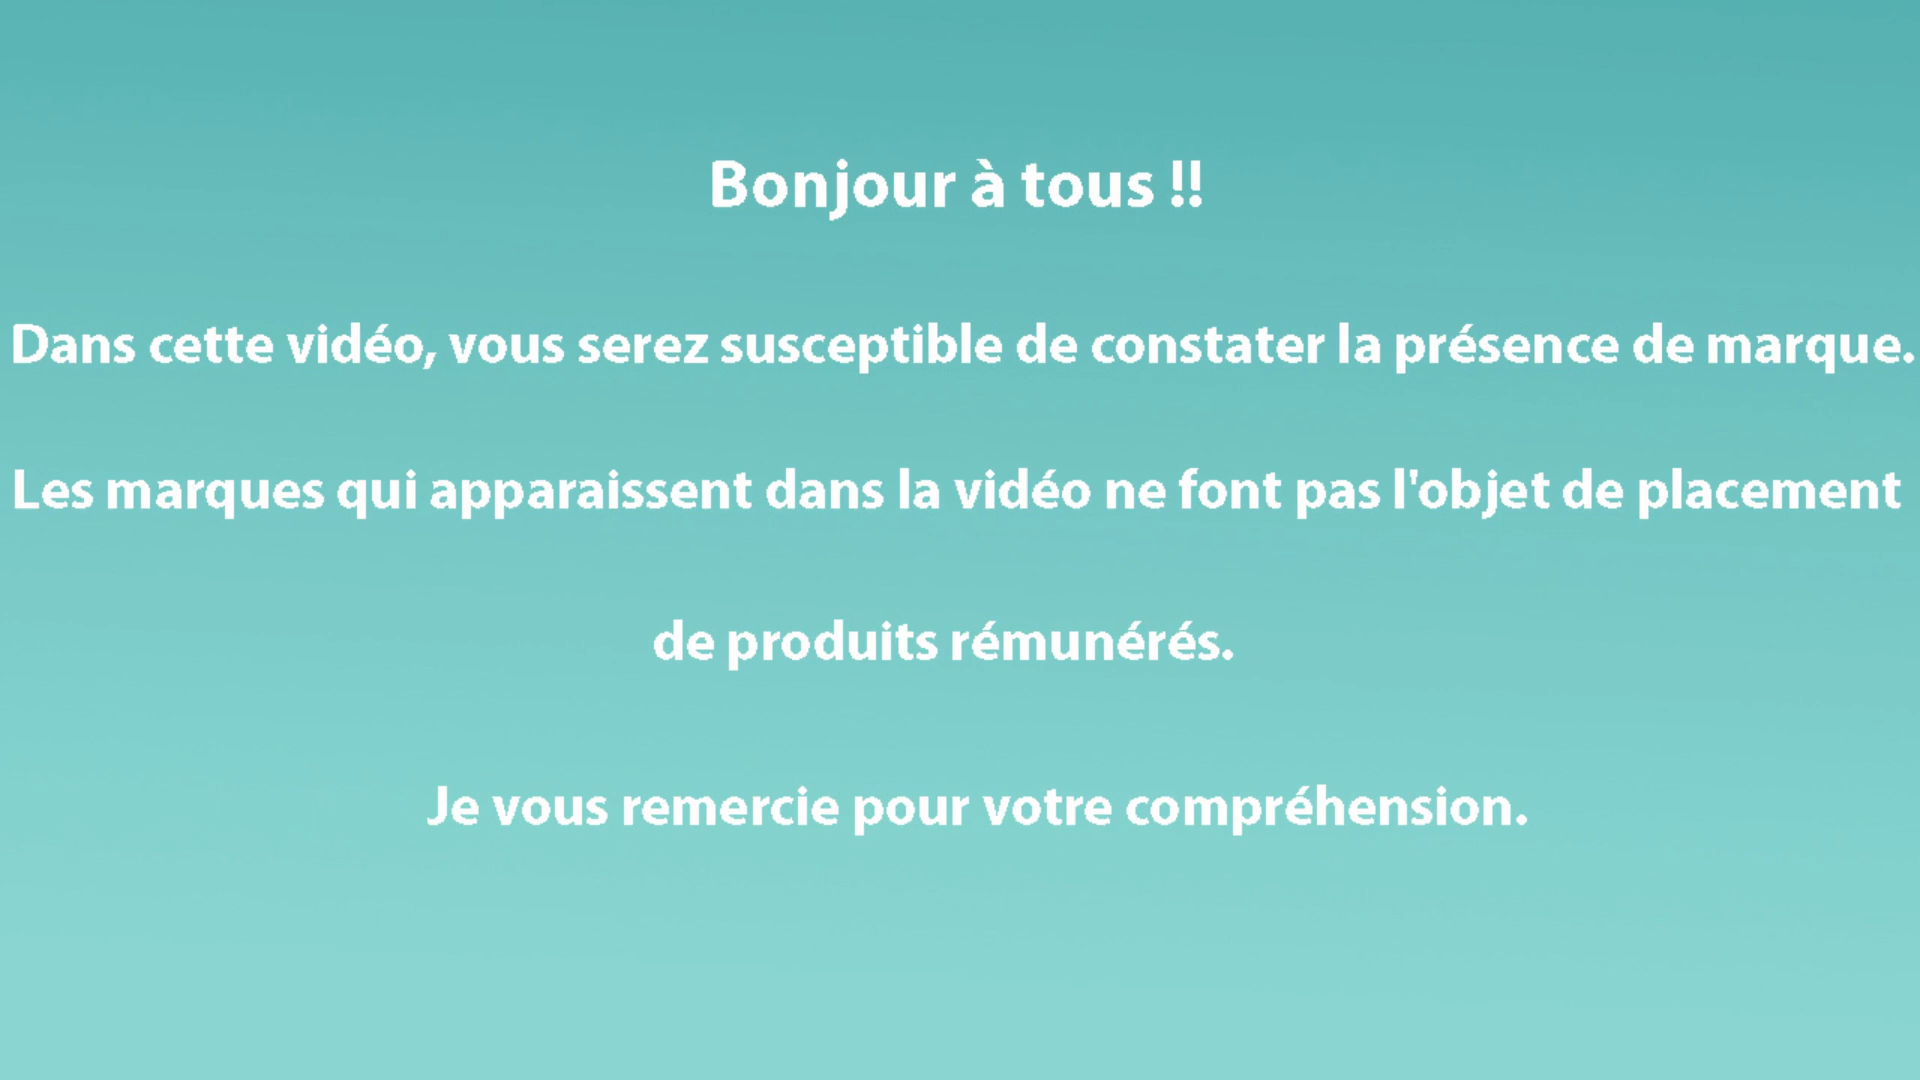 Bonjour à tous !!
Dans cette vidéo, vous serez susceptible de constater la présence de marque.
Les marques qui apparaissent dans la vidéo ne font pas l'objet de placement
de produits rémunérés.
Je vous remercie pour votre compréhension.